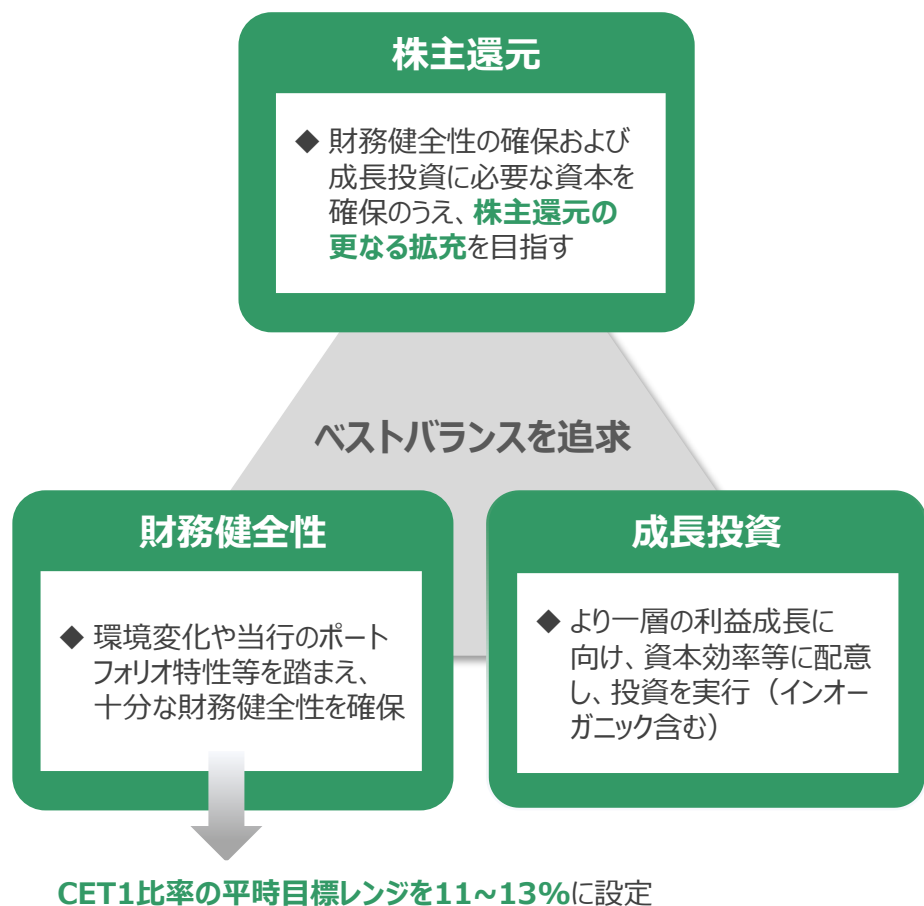 株主還元
◆ 財務健全性の確保および
成長投資に必要な資本を
確保のうえ、株主還元の
更なる拡充を目指す
ベストバランスを追求
財務健全性
◆ 環境変化や当行のポート
フォリオ特性等を踏まえ、
十分な財務健全性を確保
成長投資
◆ より一層の利益成長に
向け、資本効率等に配意
し、投資を実行（インオー
ガニック含む）
CET1比率の平時目標レンジを11~13%に設定